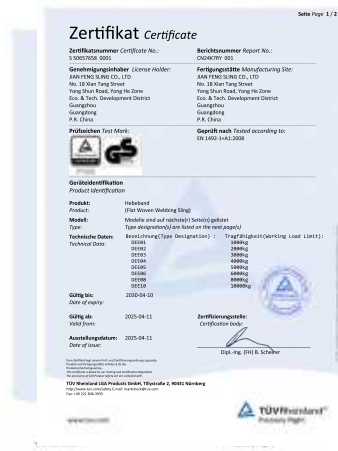 Seite Page 1 / 2
Zertifikat Certificate
Zertifikatsnummer Certificate No.:
S 50657658 0001
Berichtsnummer Report No.:
CN24K7RY 001
Genehmigungsinhaber License Holder:
JIAN FENG SLING CO., LTD
No. 18 Xian Tang Street
Yong Shun Road, Yong He Zone
Eco. & Tech. Development District
Guangzhou
Guangdong
P.R. China
Fertigungsstätte Manufacturing Site:
JIAN FENG SLING CO., LTD
No. 18 Xian Tang Street
Yong Shun Road, Yong He Zone
Eco. & Tech. Development District
Guangzhou
Guangdong
P.R. China
Prüfzeichen Test Mark:
Geprüft nach Tested according to:
EN 1492-1+A1:2008
GS
Geräteidentifikation
Product Identification
Produkt: Hebeband
Product: (Flat Woven Webbing Sling)
Modell: Modelle sind auf nächste(r) Seite(n) gelistet
Type: Type designation(s) are listed on the next page(s)
Technische Daten: Bezeichnung(Type Designation) : Tragfähigkeit(Working Load Limit):
Technical Data: DEE01 1000kg
DEE02 2000kg
DEE03 3000kg
DEE04 4000kg
DEE05 5000kg
DEE06 6000kg
DEE08 8000kg
DEE10 10000kg
Gültig bis: 2030-04-10
Date of expiry:
Gültig ab: 2025-04-11
Valid from:
Zertifizierungsstelle:
Certification body:
Ausstellungsdatum: 2025-04-11
Date of issue:
Dipl.-Ing. (FH) B. Scheirer
TÜV Rheinland LGA Products GmbH, Tillystraße 2, 90431 Nürnberg
TÜVRheinland
Precisely Right.
www.tuv.com